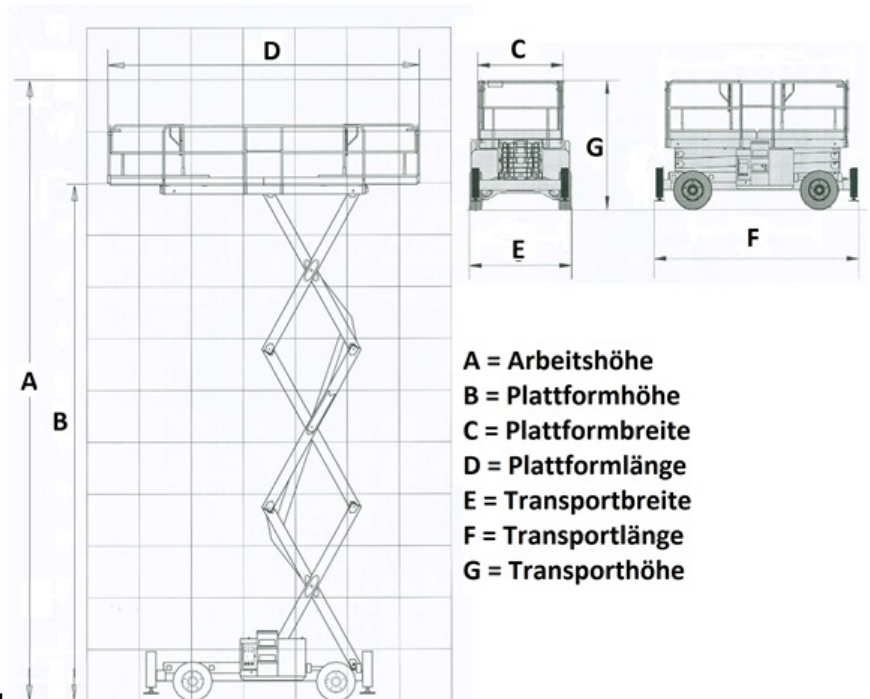 D
C
G
A
B
E
F
A = Arbeitshöhe
B = Plattformhöhe
C = Plattformbreite
D = Plattformlänge
E = Transportbreite
F = Transportlänge
G = Transporthöhe